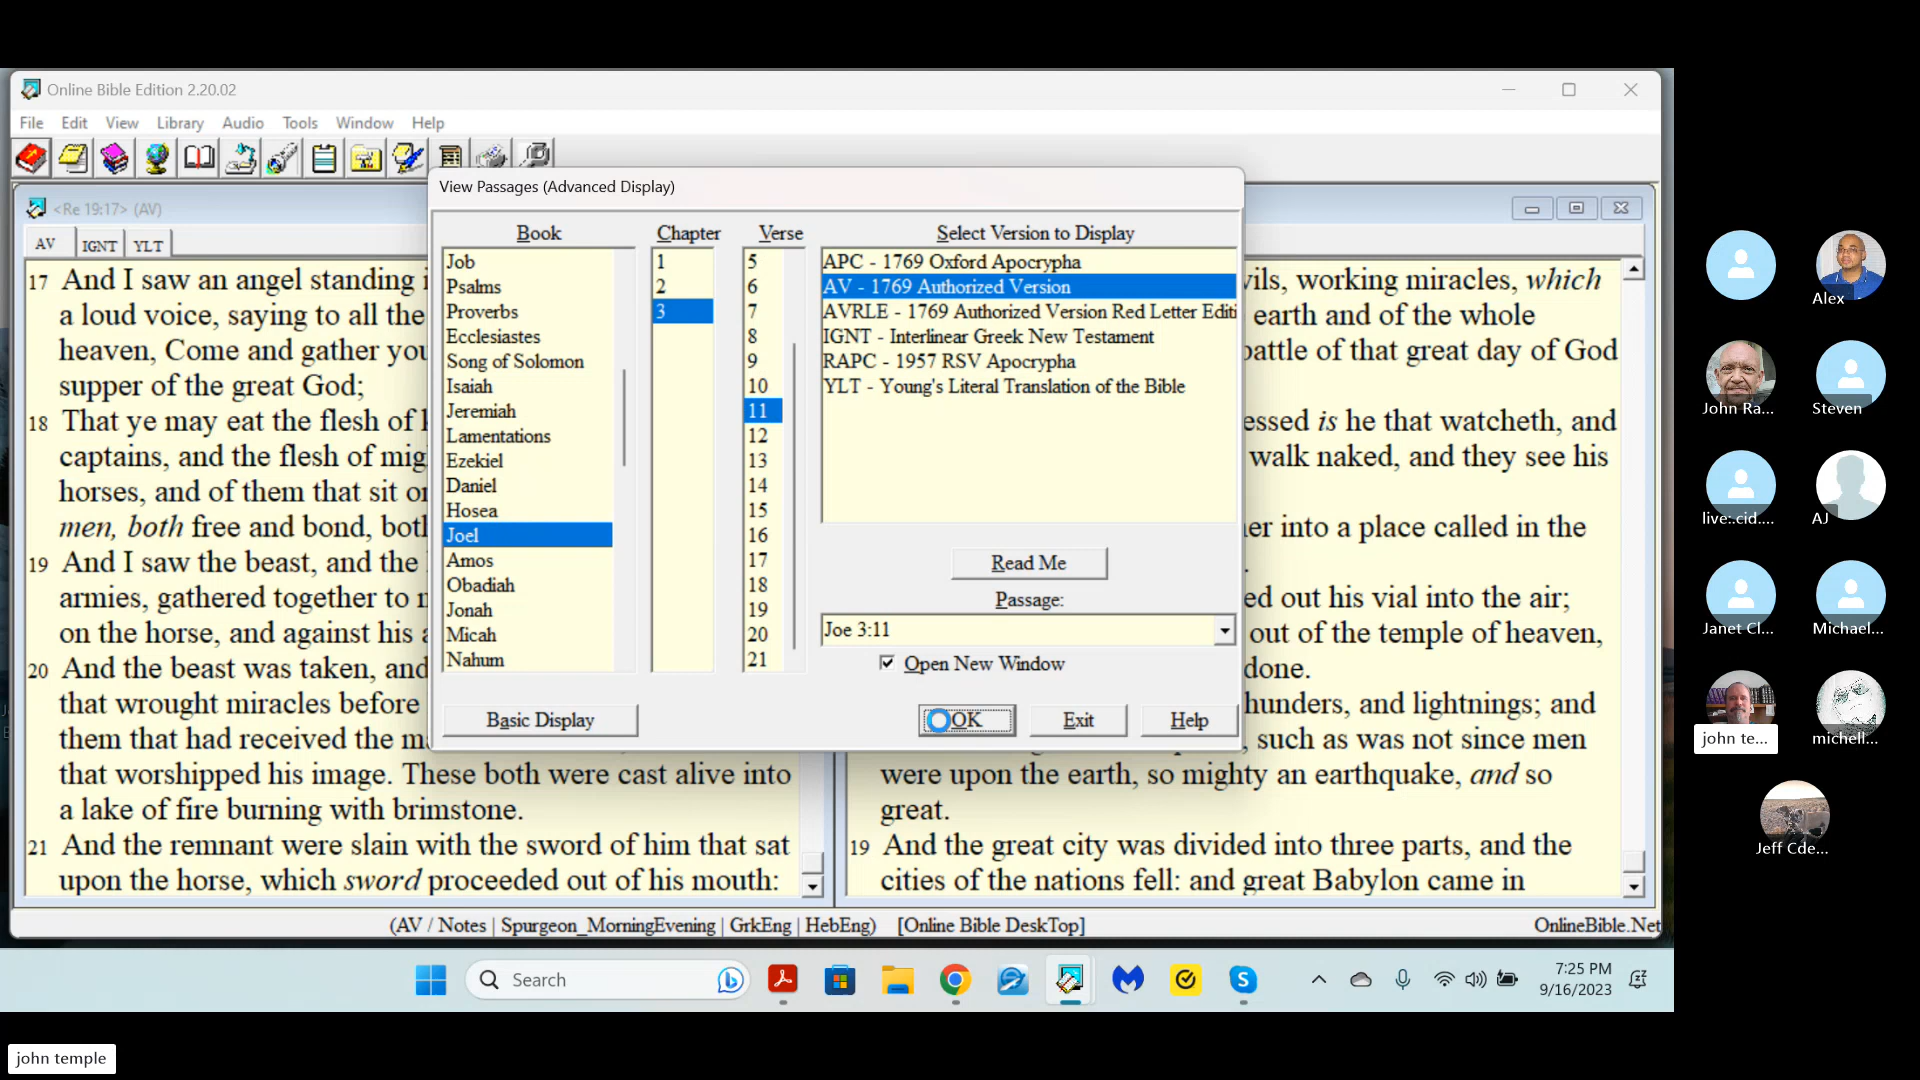 Online Bible Edition 2.20.02
File Edit View Library Audio Tools Window Help
View Passages (Advanced Display)
<Re 19:17> (AV)
AV IGNT YLT
Book Chapter Verse Select Version to Display
Job
Psalms
Proverbs
Ecclesiastes
Song of Solomon
Isaiah
Jeremiah
Lamentations
Ezekiel
Daniel
Hosea
Joel
Amos
Obadiah
Jonah
Micah
Nahum
1
2
3
5
6
7
8
9
10
11
12
13
14
15
16
17
18
19
20
21
APC - 1769 Oxford Apocrypha
AV - 1769 Authorized Version
AVRLE - 1769 Authorized Version Red Letter Editi
IGNT - Interlinear Greek New Testament
RAPC - 1957 RSV Apocrypha
YLT - Young's Literal Translation of the Bible
Read Me
Passage:
Joe 3:11
Open New Window
Basic Display OK Exit Help
17 And I saw an angel standing
a loud voice, saying to all the
heaven, Come and gather you
supper of the great God;
18 That ye may eat the flesh of
captains, and the flesh of mig
horses, and of them that sit o
men, both free and bond, bot
19 And I saw the beast, and the
armies, gathered together to
on the horse, and against his
20 And the beast was taken, and
that wrought miracles before
them that had received the
that worshipped his image. These both were cast alive into
a lake of fire burning with brimstone.
21 And the remnant were slain with the sword of him that sat
upon the horse, which sword proceeded out of his mouth:
vils, working miracles, which
earth and of the whole
battle of that great day of God
essed is he that watcheth, and
walk naked, and they see his
er into a place called in the
ed out his vial into the air;
out of the temple of heaven,
done.
hunders, and lightnings; and
, such as was not since men
were upon the earth, so mighty an earthquake, and so
great.
19 And the great city was divided into three parts, and the
cities of the nations fell: and great Babylon came in
(AV / Notes | Spurgeon_MorningEvening | GrkEng | HebEng) [Online Bible DeskTop] OnlineBible.Net
Search
7:25 PM
9/16/2023
Alex
John Ra...
Steven
live:.cid....
AJ
Janet Cl...
Michael...
john te...
michell...
Jeff Cde...
john temple